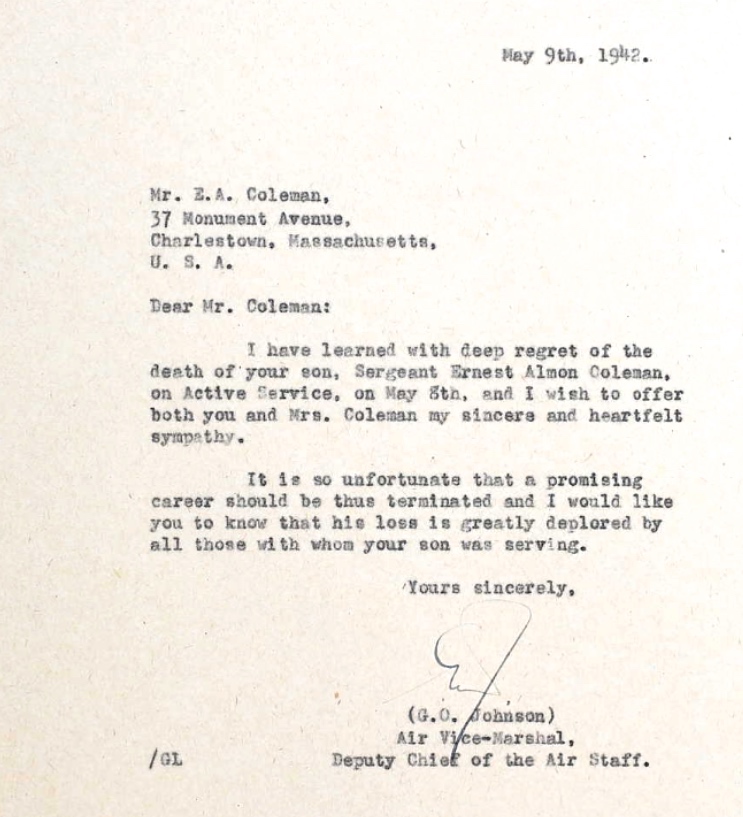 May 9th, 1942.
Mr. E.A. Coleman,
37 Monument Avenue,
Charlestown, Massachusetts,
U. S. A.
Dear Mr. Coleman:
I have learned with deep regret of the
death of your son, Sergeant Ernest Almon Coleman,
on Active Service, on May 8th, and I wish to offer
both you and Mrs. Coleman my sincere and heartfelt
sympathy.
It is so unfortunate that a promising
career should be thus terminated and I would like
you to know that his loss is greatly deplored by
all those with whom your son was serving.
Yours sincerely,
(G.O. Johnson)
Air Vice-Marshal,
/GL Deputy Chief of the Air Staff.